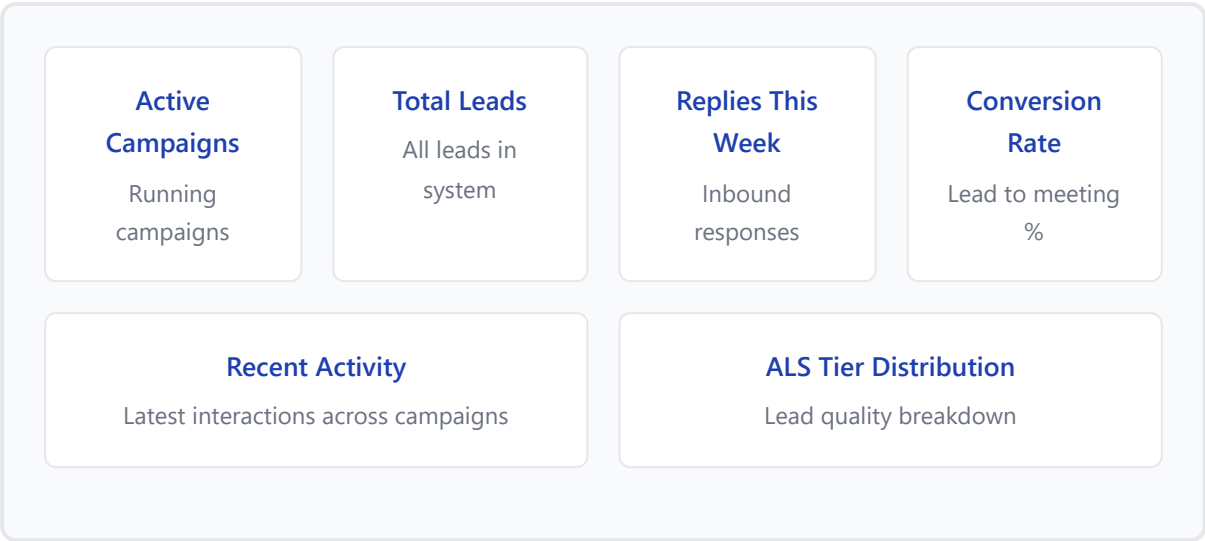 Active
Campaigns
Running
campaigns
Total Leads
All leads in
system
Replies This
Week
Inbound
responses
Conversion
Rate
Lead to meeting
%
Recent Activity
Latest interactions across campaigns
ALS Tier Distribution
Lead quality breakdown